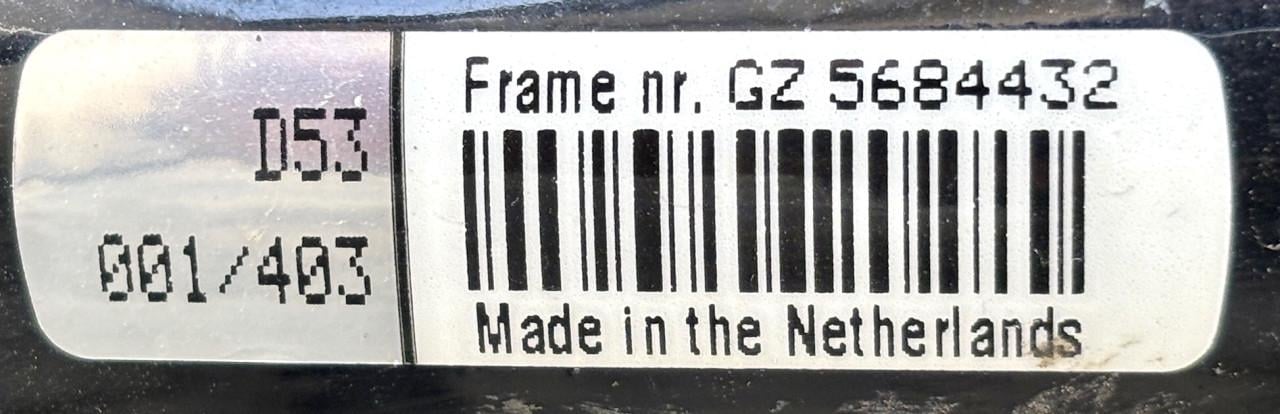 D53
001/403
Frame nr. GZ 5684432
Made in the Netherlands